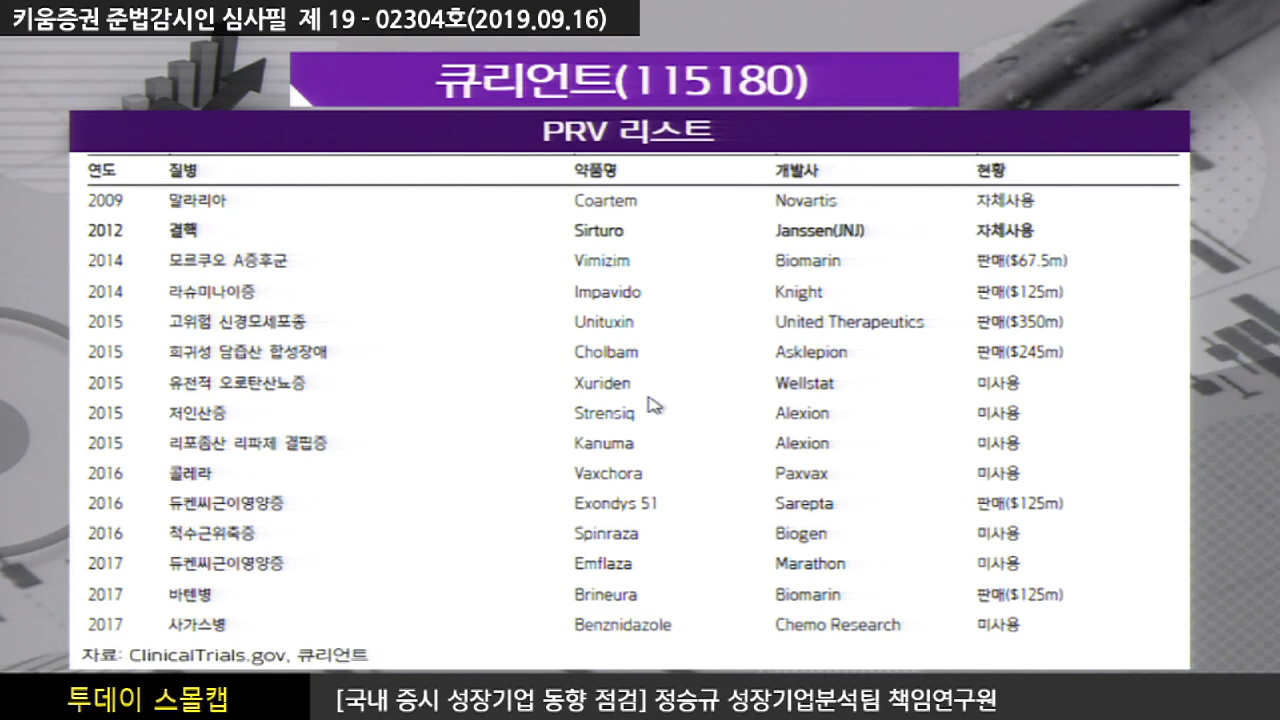 키움증권 준법감시인 심사필 제 19 - 02304호(2019.09.16)
큐리언트(115180)
PRV 리스트
연도 질병 약품명 개발사 현황
2009 말라리아 Coartem Novartis 자체사용
2012 결핵 Sirturo Janssen(JNJ) 자체사용
2014 모르쿠오 A증후군 Vimizim Biomarin 판매($67.5m)
2014 라슈미나이증 Impavido Knight 판매($125m)
2015 고위험 신경모세포종 Unituxin United Therapeutics 판매($350m)
2015 희귀성 담즙산 합성장애 Cholbam Asklepion 판매($245m)
2015 유전적 오로탄산뇨증 Xuriden Wellstat 미사용
2015 저인산증 Strensiq Alexion 미사용
2015 리포좀산 리파제 결핍증 Kanuma Alexion 미사용
2016 콜레라 Vaxchora Paxvax 미사용
2016 듀켄씨근이영양증 Exondys 51 Sarepta 판매($125m)
2016 척수근위축증 Spinraza Biogen 미사용
2017 듀켄씨근이영양증 Emflaza Marathon 미사용
2017 바텐병 Brineura Biomarin 판매($125m)
2017 사가스병 Benznidazole Chemo Research 미사용
자료: ClinicalTrials.gov, 큐리언트
투데이 스몰캡 [국내 증시 성장기업 동향 점검] 정승규 성장기업분석팀 책임연구원